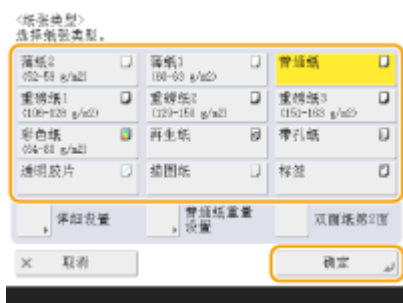 <纸张类型>
选择纸张类型。
薄纸2
(52-59 g/m2)
薄纸1
(60-63 g/m2)
普通纸
重磅纸1
(106-128 g/m2)
重磅纸2
(129-150 g/m2)
重磅纸3
(151-163 g/m2)
彩色纸
(64-82 g/m2)
再生纸
带孔纸
透明胶片
描图纸
标签
详细设置
普通纸重量
设置
双面纸第2面
× 取消
确定